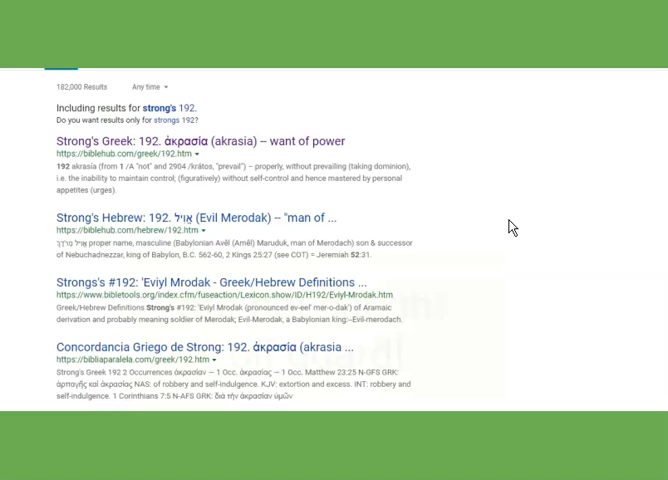 182,000 Results Any time
Including results for strong's 192.
Do you want results only for strongs 192?
Strong's Greek: 192. ἀκρασία (akrasia) -- want of power
https://biblehub.com/greek/192.htm
192 akrasia (from 1 /A "not" and 2904 /krátos, "prevail") – properly, without prevailing (taking dominion),
i.e. the inability to maintain control; (figuratively) without self-control and hence mastered by personal
appetites (urges).
Strong's Hebrew: 192. אֱוִיל (Evil Merodak) -- "man of ...
https://biblehub.com/hebrew/192.htm
אֱוִיל מְרֹדַךְ proper name, masculine (Babylonian Avêl (Amêl) Maruduk, man of Merodach) son & successor
of Nebuchadnezzar, king of Babylon, B.C. 562-60, 2 Kings 25:27 (see COT) = Jeremiah 52:31.
Strongs's #192: 'Eviyl Mrodak - Greek/Hebrew Definitions ...
https://www.bibletools.org/index.cfm/fuseaction/Lexicon.show/ID/H192/Eviyl-Mrodak.htm
Greek/Hebrew Definitions Strong's #192: 'Eviyl Mrodak (pronounced ev-eel' mer-o-dak') of Aramaic
derivation and probably meaning soldier of Merodak; Evil-Merodak, a Babylonian king:--Evil-merodach.
Concordancia Griego de Strong: 192. ἀκρασία (akrasia ...
https://bibliaparalela.com/greek/192.htm
Strong's Greek 192 2 Occurrences ἀκρασίαν — 1 Occ. ἀκρασίας — 1 Occ. Matthew 23:25 N-GFS GRK:
ἁρπαγῆς καὶ ἀκρασίας NAS: of robbery and self-indulgence. KJV: extortion and excess. INT: robbery and
self-indulgence. 1 Corinthians 7:5 N-AFS GRK: διὰ τὴν ἀκρασίαν ὑμῶν